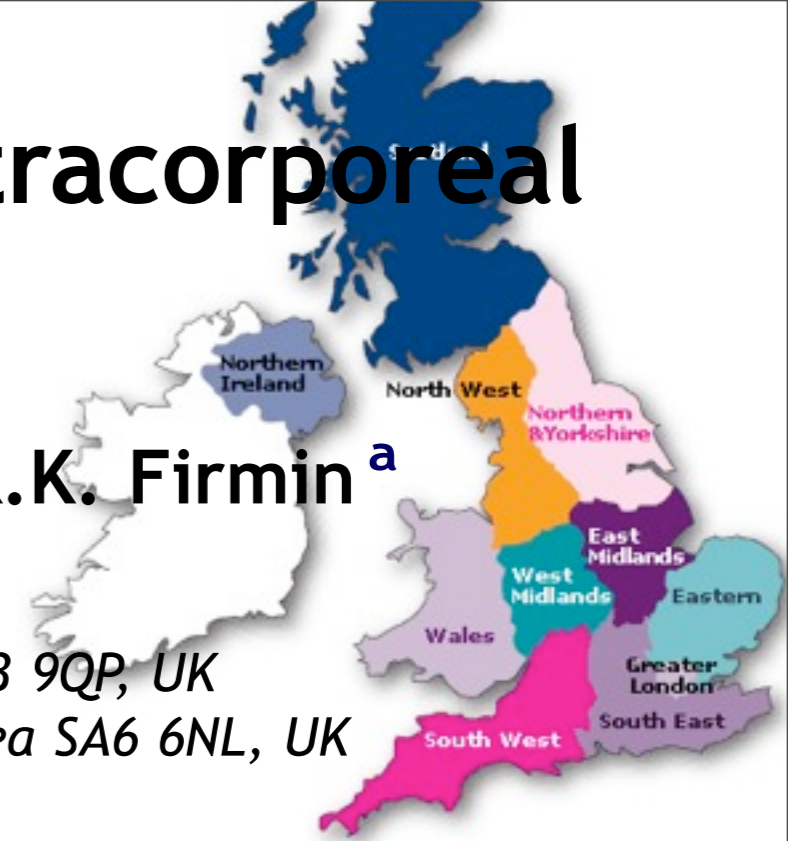 Scotland
tracorporeal
Northern
Ireland
North West
Northern
&Yorkshire
.K. Firmin a
East
Midlands
West
Midlands
Eastern
Wales
Greater
London
9QP, UK
South East
SA6 6NL, UK
South West